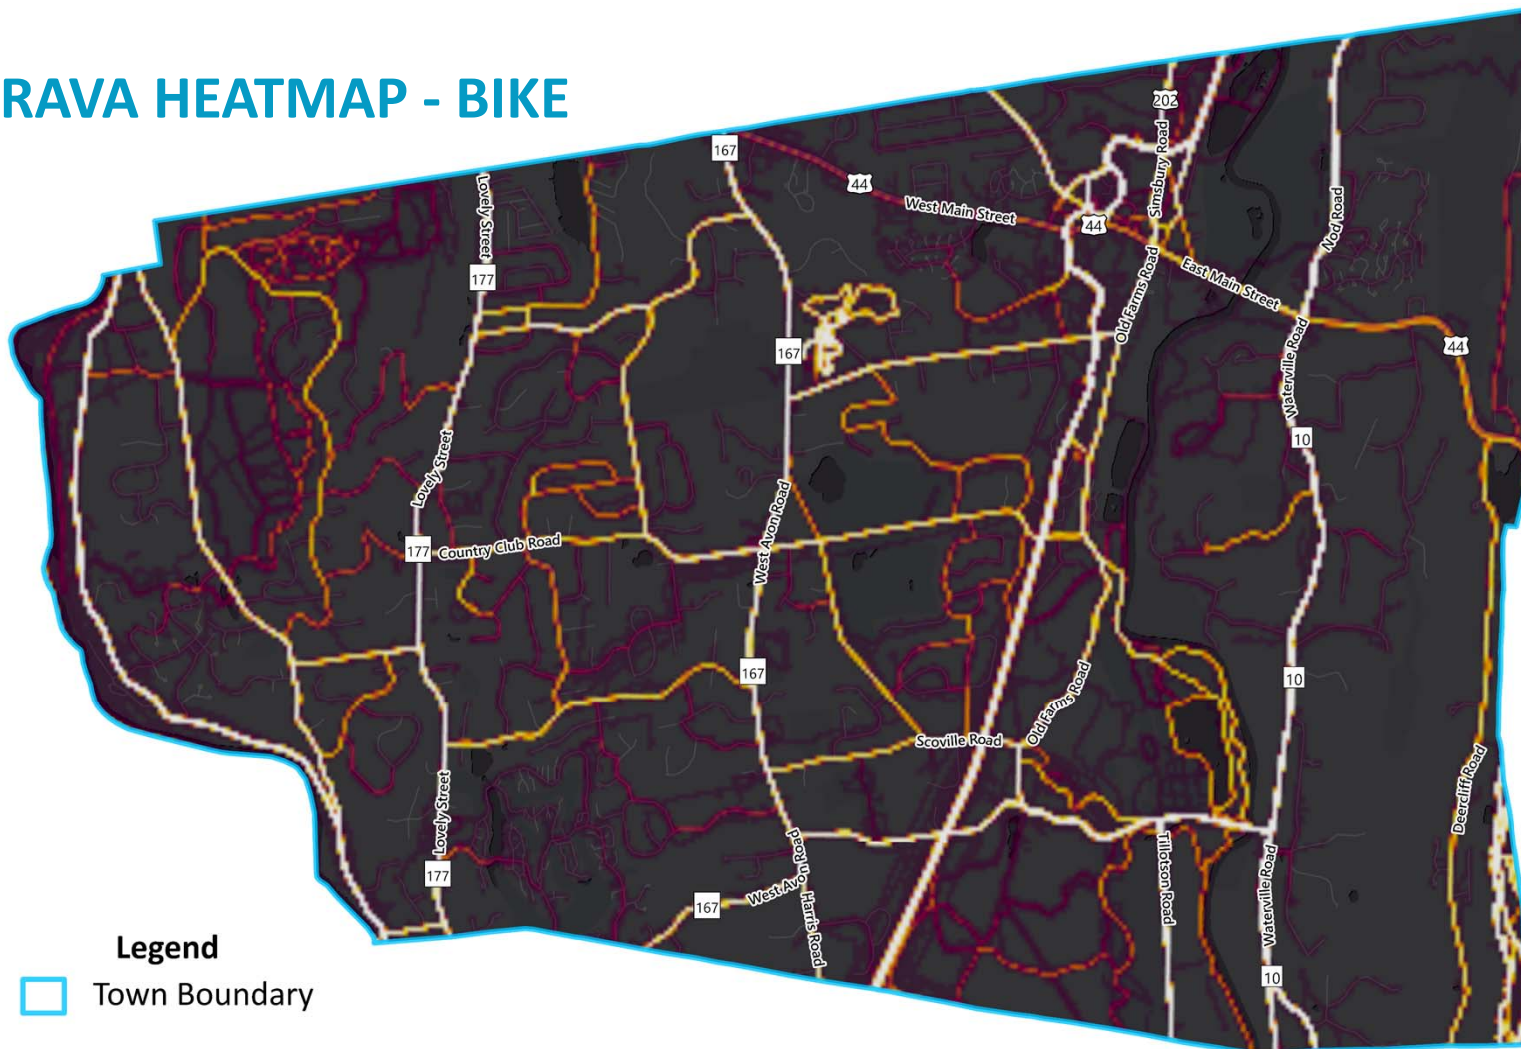 RAVA HEATMAP - BIKE
202
167
Simsbury Road
44
Lovely Street
West Main Street
44
Nod Road
177
East Main Street
Old Farms Road
167
44
Waterville Road
10
Lovely Street
West Avon Road
177
Country Club Road
167
10
Old Farms Road
Scoville Road
Lovely Street
Deercliff Road
177
West Avon Road
167
Harris Road
Tillotson Road
Waterville Road
10
Legend
Town Boundary